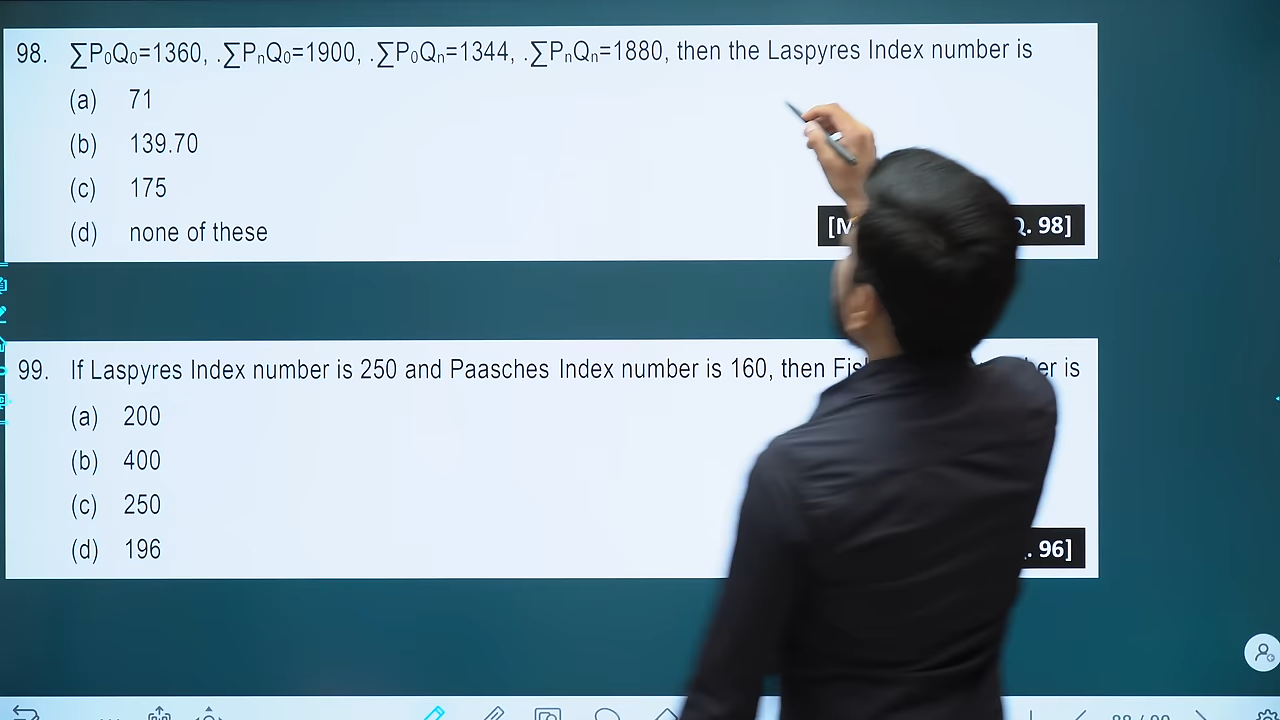 98. ∑P₀Q₀=1360, .∑PₙQ₀=1900, .∑P₀Qₙ=1344, .∑PₙQₙ=1880, then the Laspyres Index number is
(a) 71
(b) 139.70
(c) 175
(d) none of these
98]
99. If Laspyres Index number is 250 and Paasches Index number is 160, then is
(a) 200
(b) 400
(c) 250
(d) 196
96]